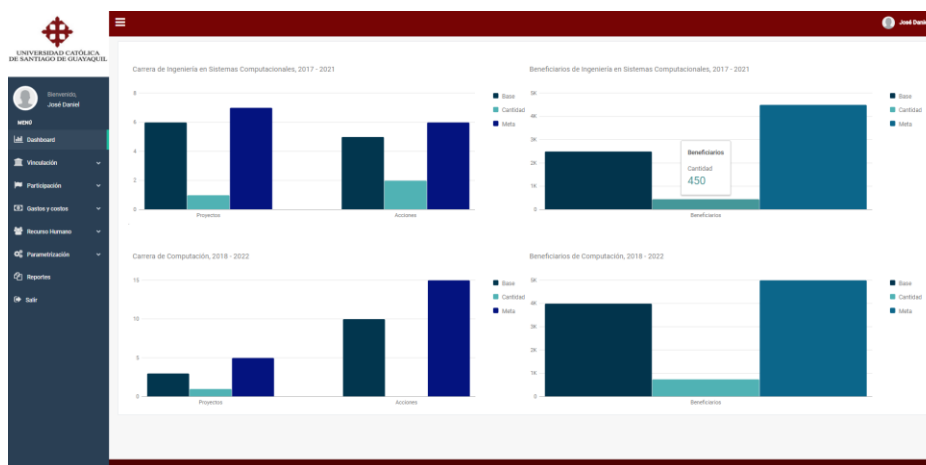 UNIVERSIDAD CATÓLICA
DE SANTIAGO DE GUAYAQUIL
Bienvenido,
José Daniel
MENÚ
Dashboard
Vinculación
Participación
Gastos y costos
Recurso Humano
Parametrización
Reportes
Salir
José Danie
Carrera de Ingeniería en Sistemas Computacionales, 2017 - 2021
8
6
4
2
0
Proyectos
Acciones
Base
Cantidad
Meta
Beneficiarios de Ingeniería en Sistemas Computacionales, 2017 - 2021
5K
4K
3K
2K
1K
0
Beneficiarios
Cantidad
450
Beneficiarios
Base
Cantidad
Meta
Carrera de Computación, 2018 - 2022
15
10
5
0
Proyectos
Acciones
Base
Cantidad
Meta
Beneficiarios de Computación, 2018 - 2022
5K
4K
3K
2K
1K
0
Beneficiarios
Base
Cantidad
Meta